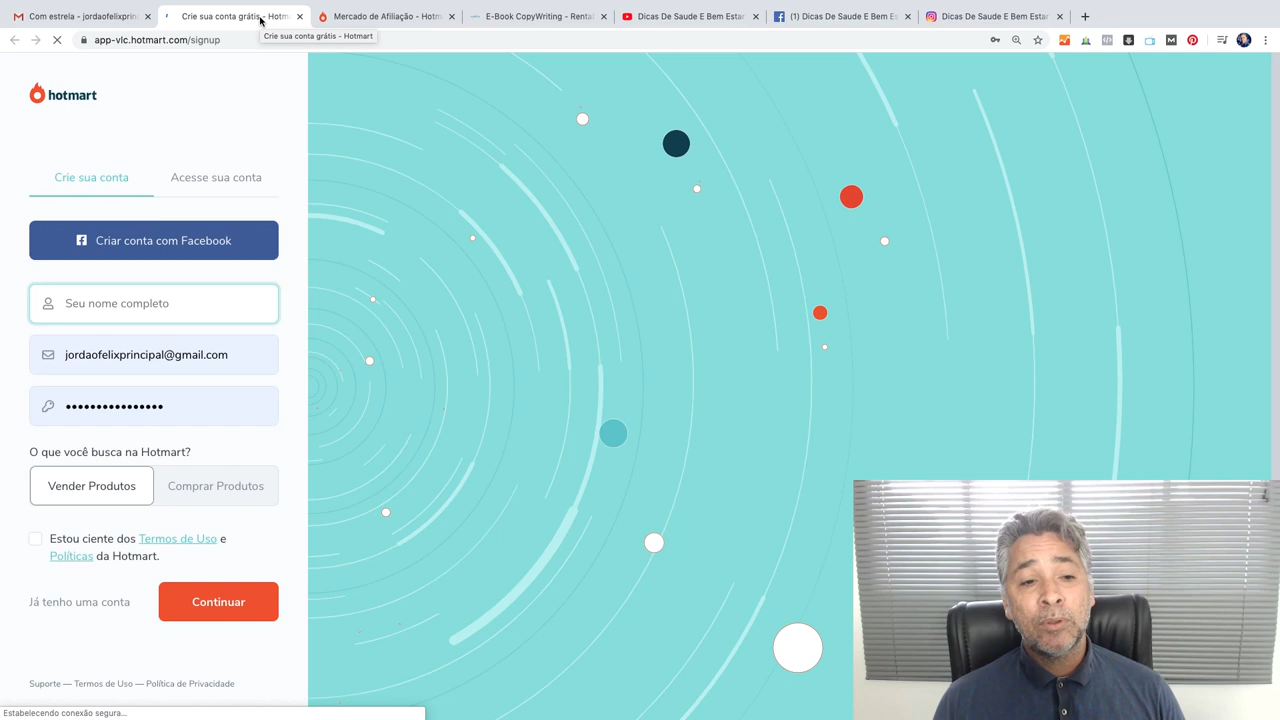 Com estrela - jordaofelixprinc
Crie sua conta grátis - Hotm
Mercado de Afiliação - Hotm
E-Book CopyWriting - Renta
Dicas De Saude E Bem Estar
(1) Dicas De Saude E Bem Es
Dicas De Saude E Bem Estar
Crie sua conta grátis - Hotmart
app-vlc.hotmart.com/signup
hotmart
Crie sua conta
Acesse sua conta
Criar conta com Facebook
Seu nome completo
jordaofelixprincipal@gmail.com
••••••••••••••••
O que você busca na Hotmart?
Vender Produtos
Comprar Produtos
Estou ciente dos Termos de Uso e
Políticas da Hotmart.
Já tenho uma conta
Continuar
Suporte — Termos de Uso — Política de Privacidade
Estabelecendo conexão segura...